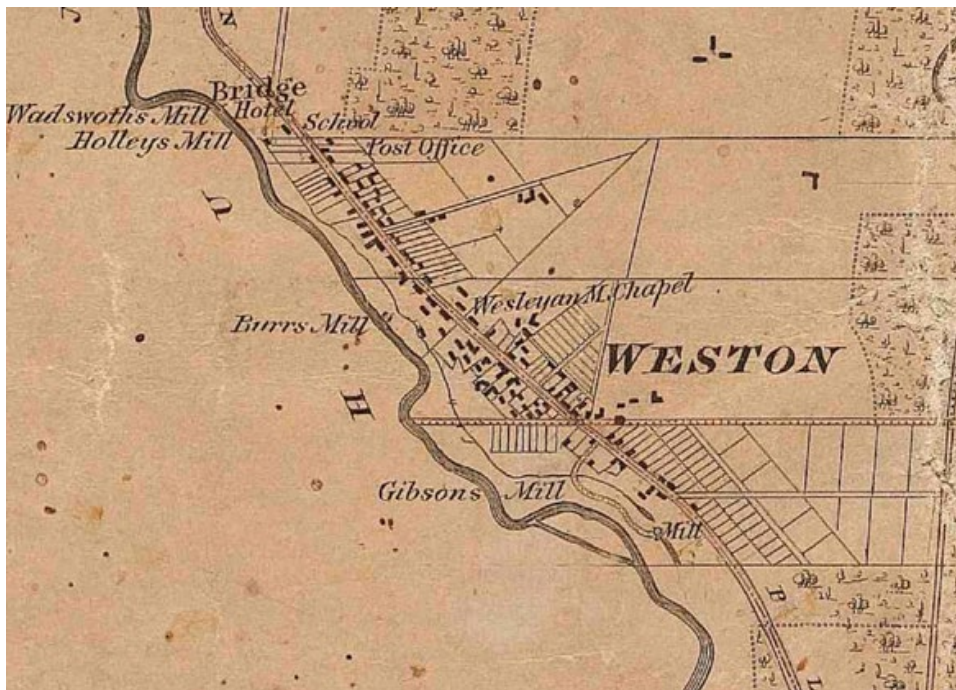 N
Bridge
Hotel
Wadswoths Mill
School
Holleys Mill
Post Office
U
Wesleyan M. Chapel
Burrs Mill
WESTON
H
Gibsons Mill
Mill
P
L